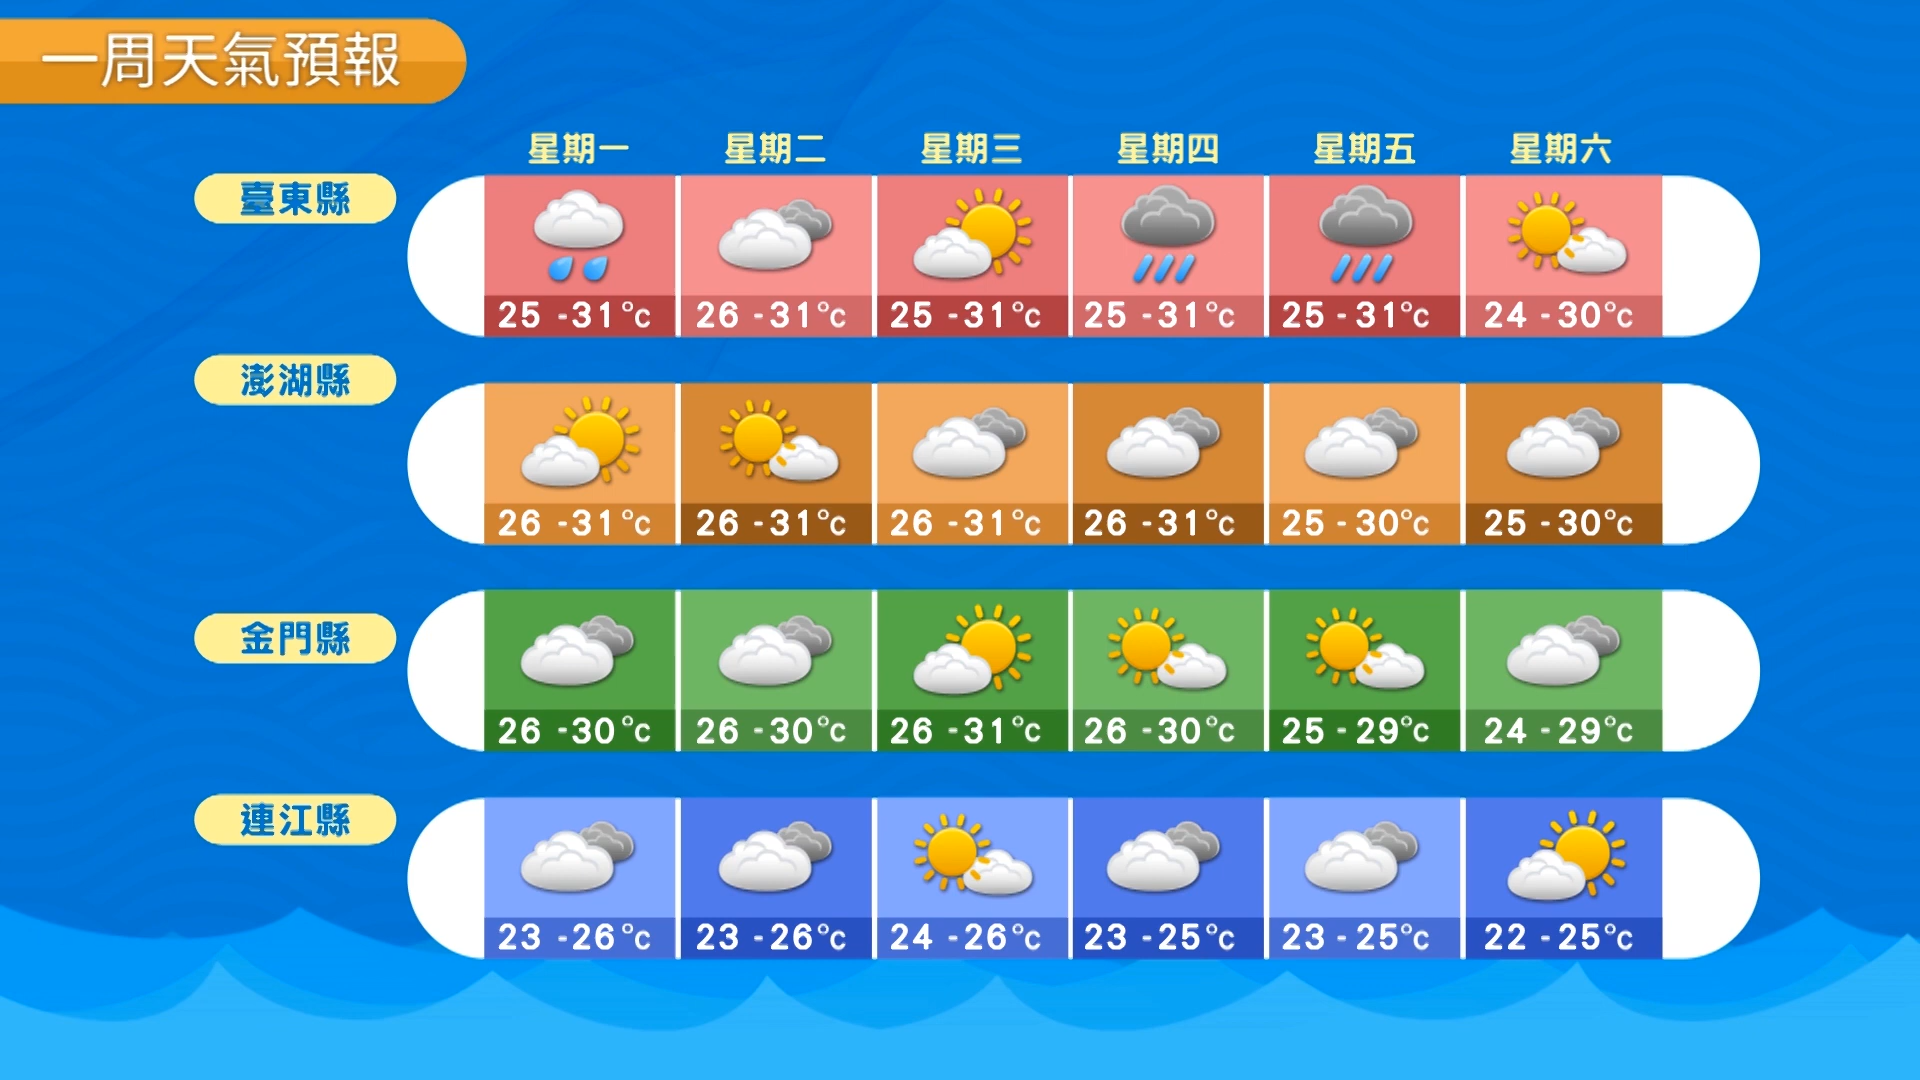 一周天氣預報
星期一 星期二 星期三 星期四 星期五 星期六
臺東縣
25 -31°C 26 -31°C 25 -31°C 25 -31°C 25 -31°C 24 -30°C
澎湖縣
26 -31°C 26 -31°C 26 -31°C 26 -31°C 25 -30°C 25 -30°C
金門縣
26 -30°C 26 -30°C 26 -31°C 26 -30°C 25 -29°C 24 -29°C
連江縣
23 -26°C 23 -26°C 24 -26°C 23 -25°C 23 -25°C 22 -25°C